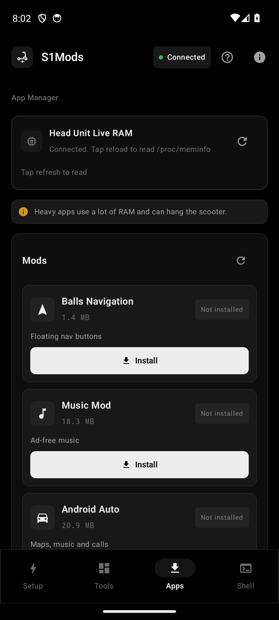 8:02
S1Mods
Connected
App Manager
Head Unit Live RAM
Connected. Tap reload to read /proc/meminfo
Tap refresh to read
Heavy apps use a lot of RAM and can hang the scooter.
Mods
Balls Navigation
1.4 MB
Not installed
Floating nav buttons
Install
Music Mod
18.3 MB
Not installed
Ad-free music
Install
Android Auto
20.9 MB
Not installed
Maps, music and calls
Setup
Tools
Apps
Shell